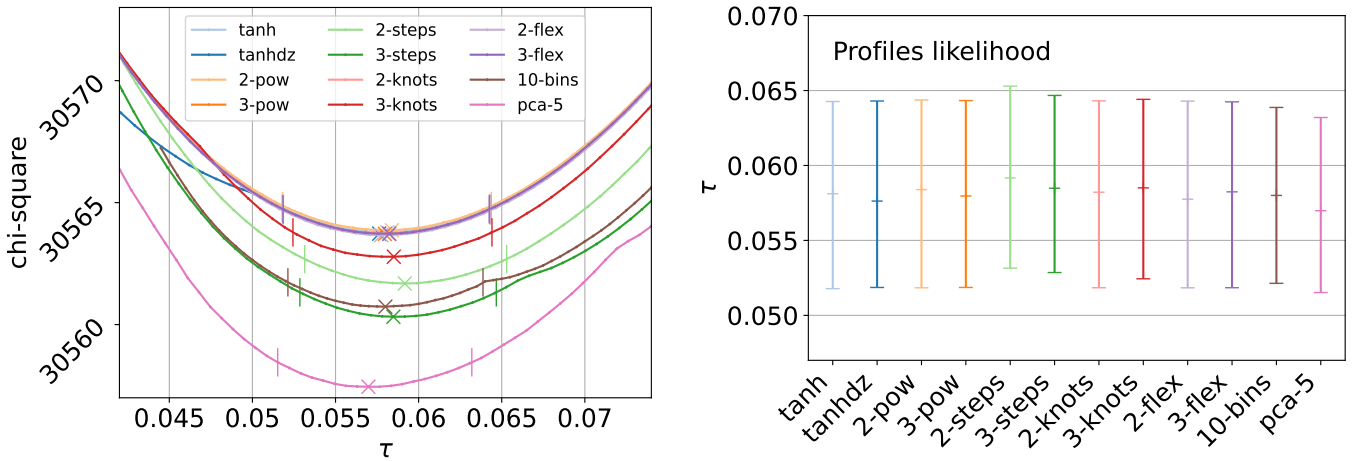 chi-square
30570
30565
30560
tanh
tanhdz
2-pow
3-pow
2-steps
3-steps
2-knots
3-knots
2-flex
3-flex
10-bins
pca-5
0.045 0.05 0.055 0.06 0.065 0.07
τ
Profiles likelihood
τ
0.070
0.065
0.060
0.055
0.050
tanh
tanhdz
2-pow
3-pow
2-steps
3-steps
2-knots
3-knots
2-flex
3-flex
10-bins
pca-5